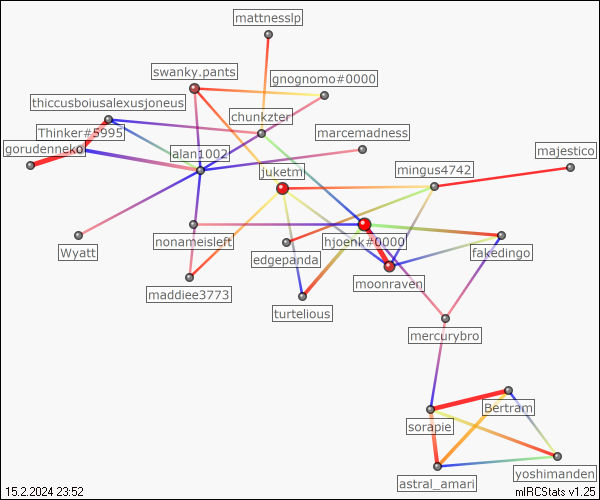 mattnesslp
swanky.pants
gnognomo#0000
thiccusboiusalexusjoneus
chunkzter
Thinker#5995
marcemadness
gorudenneko
alan1002
majestico
juketm
mingus4742
Wyatt
nonameisleft
hjoenk#0000
fakedingo
edgepanda
moonraven
maddiee3773
turtelious
mercurybro
Bertram
sorapie
yoshimanden
astral_amari
15.2.2024 23:52
mIRCStats v1.25